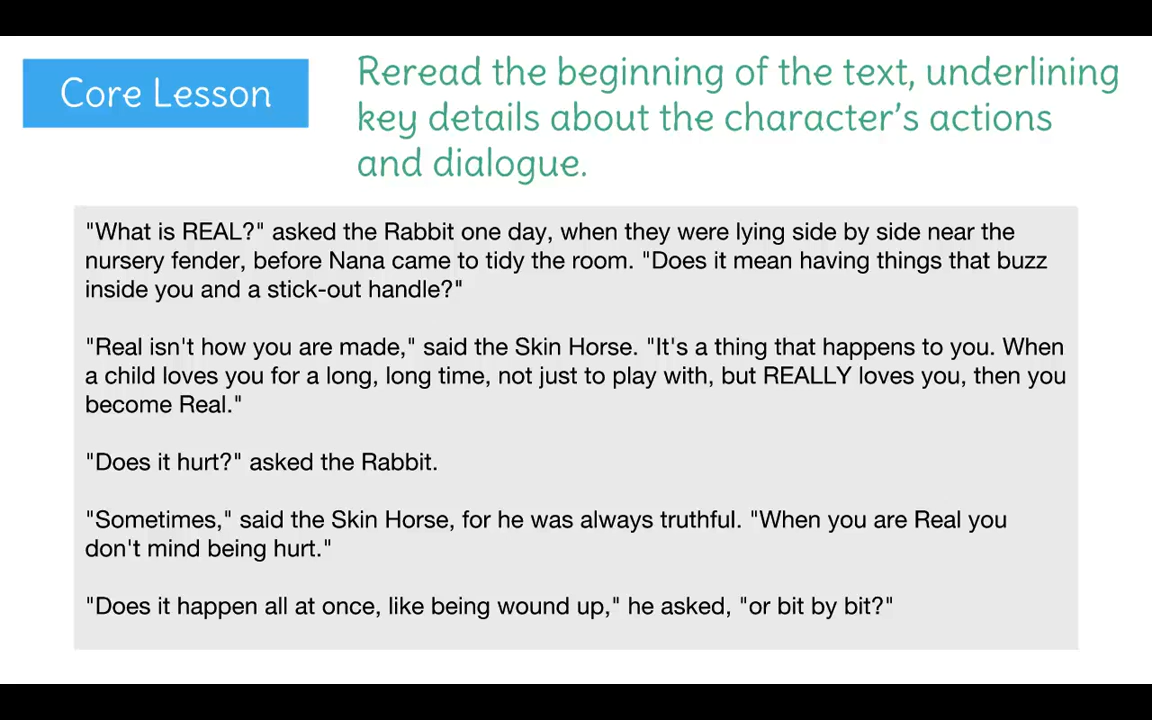 Core Lesson
Reread the beginning of the text, underlining
key details about the character's actions
and dialogue.
"What is REAL?" asked the Rabbit one day, when they were lying side by side near the
nursery fender, before Nana came to tidy the room. "Does it mean having things that buzz
inside you and a stick-out handle?"
"Real isn't how you are made," said the Skin Horse. "It's a thing that happens to you. When
a child loves you for a long, long time, not just to play with, but REALLY loves you, then you
become Real."
"Does it hurt?" asked the Rabbit.
"Sometimes," said the Skin Horse, for he was always truthful. "When you are Real you
don't mind being hurt."
"Does it happen all at once, like being wound up," he asked, "or bit by bit?"